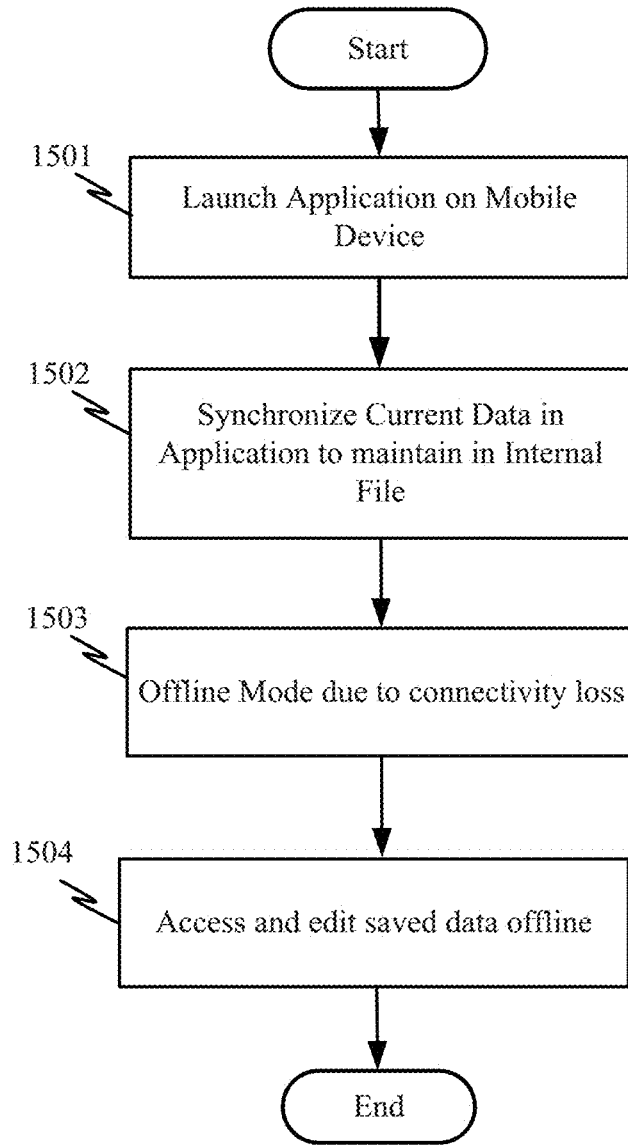 Start
1501
Launch Application on Mobile
Device
1502
Synchronize Current Data in
Application to maintain in Internal
File
1503
Offline Mode due to connectivity loss
1504
Access and edit saved data offline
End